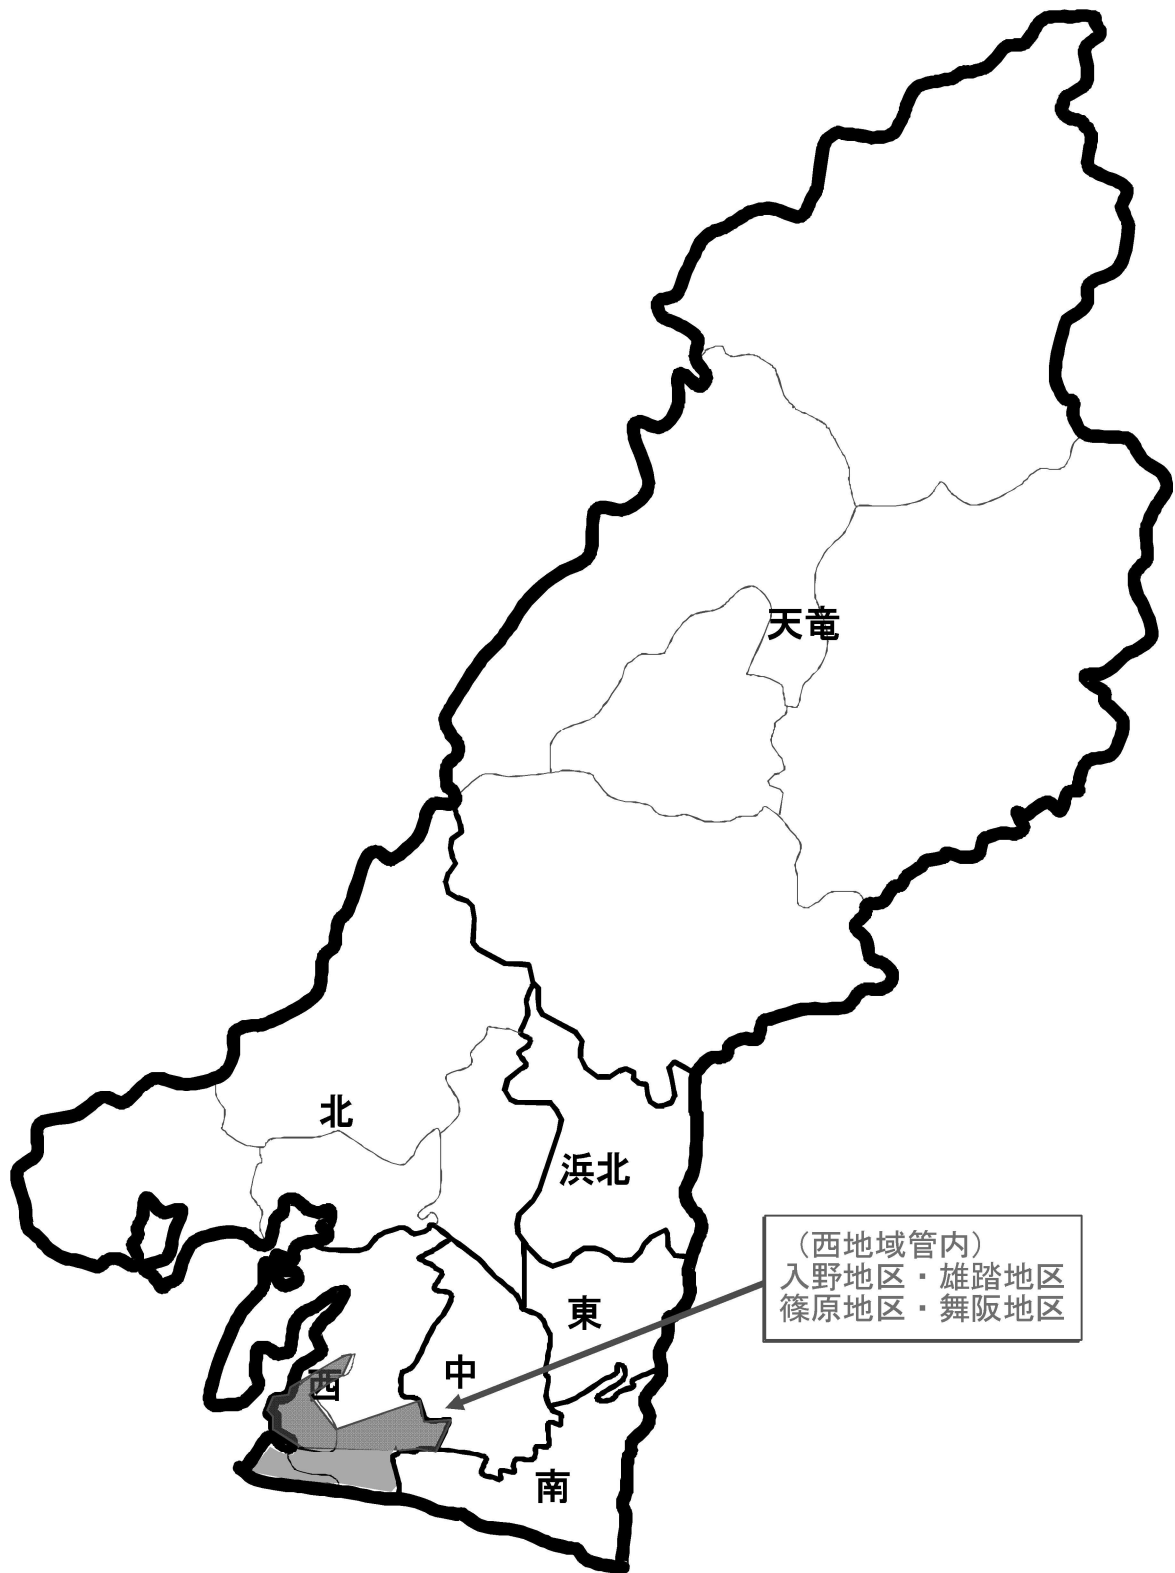 天竜
北
浜北
（西地域管内）
入野地区・雄踏地区
篠原地区・舞阪地区
東
中
西
南